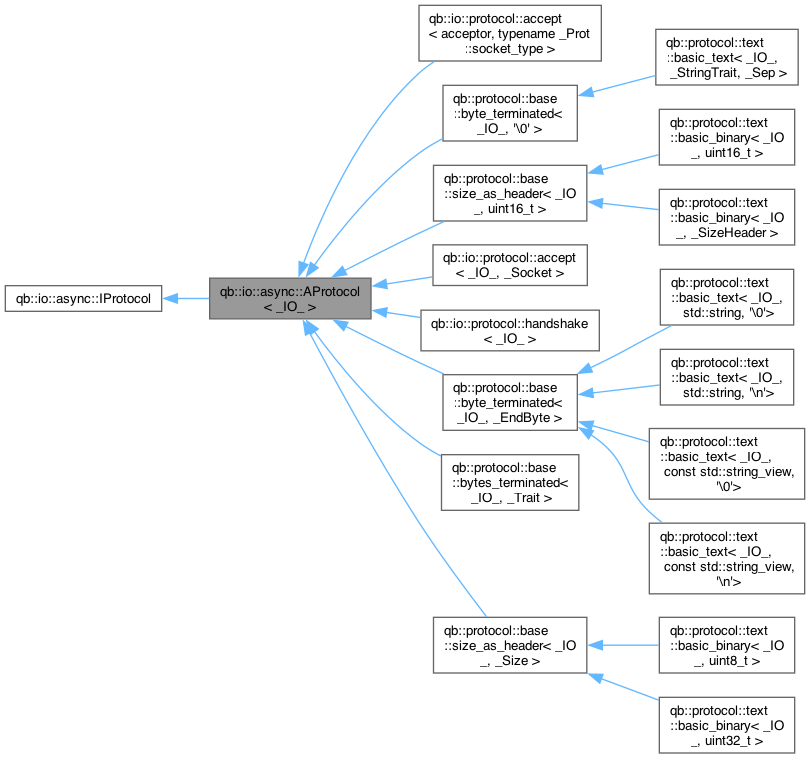 qb::io::async::IProtocol
qb::io::async::AProtocol
< _IO_ >
qb::io::protocol::accept
< acceptor, typename _Prot
::socket_type >
qb::protocol::base
::byte_terminated<
_IO_, '\0' >
qb::protocol::base
::size_as_header< _IO
_, uint16_t >
qb::io::protocol::accept
< _IO_, _Socket >
qb::io::protocol::handshake
< _IO_ >
qb::protocol::base
::byte_terminated<
_IO_, _EndByte >
qb::protocol::base
::bytes_terminated<
_IO_, _Trait >
qb::protocol::base
::size_as_header< _IO
_, _Size >
qb::protocol::text
::basic_text< _IO_,
_StringTrait, _Sep >
qb::protocol::text
::basic_binary< _IO
_, uint16_t >
qb::protocol::text
::basic_binary< _IO
_, _SizeHeader >
qb::protocol::text
::basic_text< _IO_,
std::string, '\0'>
qb::protocol::text
::basic_text< _IO_,
std::string, '\n'>
qb::protocol::text
::basic_text< _IO_,
const std::string_view,
'\0'>
qb::protocol::text
::basic_text< _IO_,
const std::string_view,
'\n'>
qb::protocol::text
::basic_binary< _IO
_, uint8_t >
qb::protocol::text
::basic_binary< _IO
_, uint32_t >